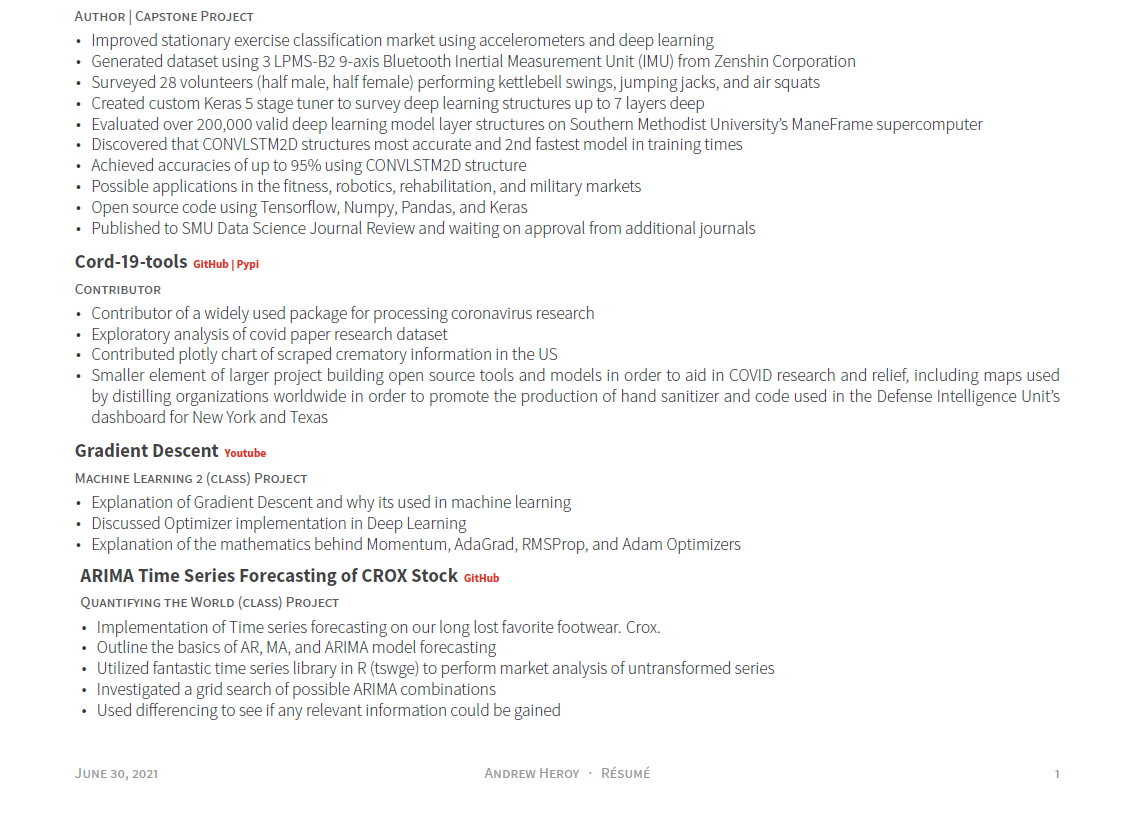 Author | Capstone Project
• Improved stationary exercise classification market using accelerometers and deep learning
• Generated dataset using 3 LPMS-B2 9-axis Bluetooth Inertial Measurement Unit (IMU) from Zenshin Corporation
• Surveyed 28 volunteers (half male, half female) performing kettlebell swings, jumping jacks, and air squats
• Created custom Keras 5 stage tuner to survey deep learning structures up to 7 layers deep
• Evaluated over 200,000 valid deep learning model layer structures on Southern Methodist University's ManeFrame supercomputer
• Discovered that CONVLSTM2D structures most accurate and 2nd fastest model in training times
• Achieved accuracies of up to 95% using CONVLSTM2D structure
• Possible applications in the fitness, robotics, rehabilitation, and military markets
• Open source code using Tensorflow, Numpy, Pandas, and Keras
• Published to SMU Data Science Journal Review and waiting on approval from additional journals
Cord-19-tools GitHub | Pypi
Contributor
• Contributor of a widely used package for processing coronavirus research
• Exploratory analysis of covid paper research dataset
• Contributed plotly chart of scraped crematory information in the US
• Smaller element of larger project building open source tools and models in order to aid in COVID research and relief, including maps used
by distilling organizations worldwide in order to promote the production of hand sanitizer and code used in the Defense Intelligence Unit's
dashboard for New York and Texas
Gradient Descent Youtube
Machine Learning 2 (class) Project
• Explanation of Gradient Descent and why its used in machine learning
• Discussed Optimizer implementation in Deep Learning
• Explanation of the mathematics behind Momentum, AdaGrad, RMSProp, and Adam Optimizers
ARIMA Time Series Forecasting of CROX Stock GitHub
Quantifying the World (class) Project
• Implementation of Time series forecasting on our long lost favorite footwear. Crox.
• Outline the basics of AR, MA, and ARIMA model forecasting
• Utilized fantastic time series library in R (tswge) to perform market analysis of untransformed series
• Investigated a grid search of possible ARIMA combinations
• Used differencing to see if any relevant information could be gained
June 30, 2021 Andrew Heroy · Résumé 1